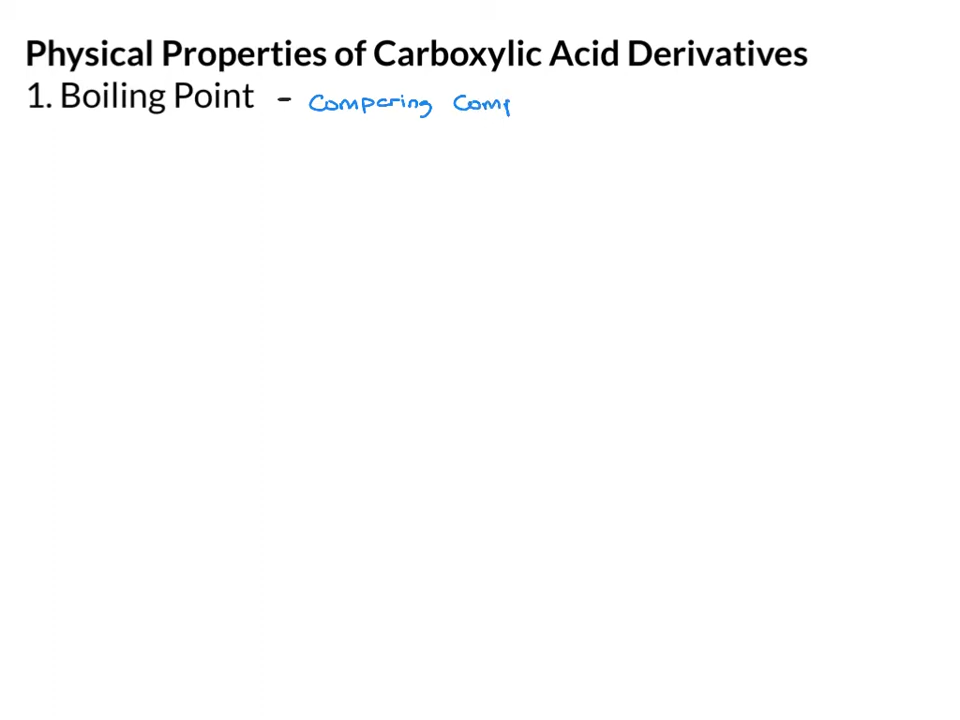 Physical Properties of Carboxylic Acid Derivatives
1. Boiling Point - Comparing Comp